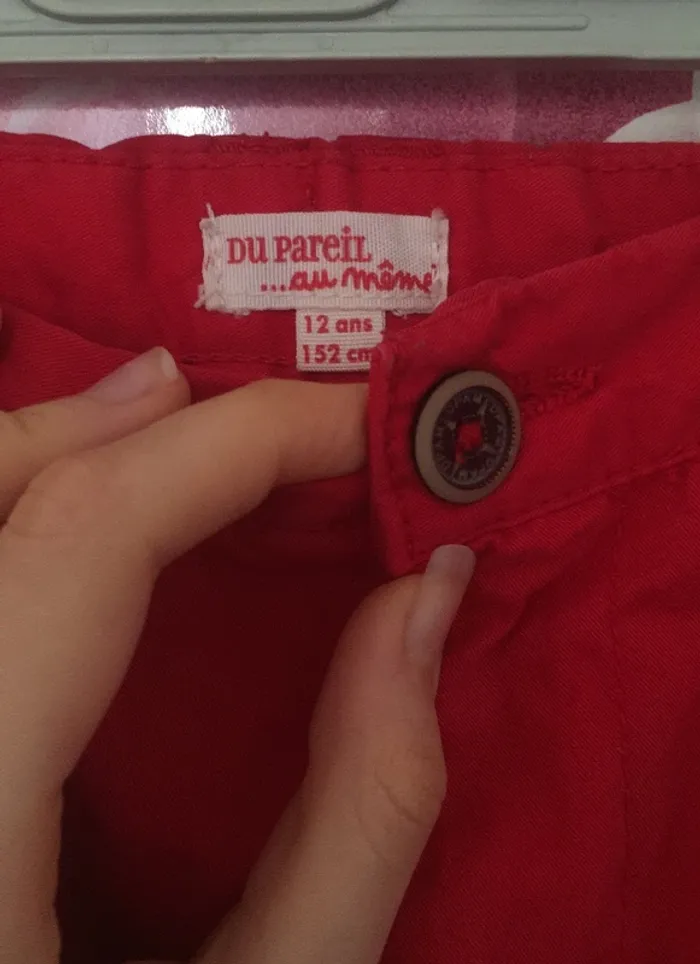 DU PAREIL
...au même
12 ans
152 cm